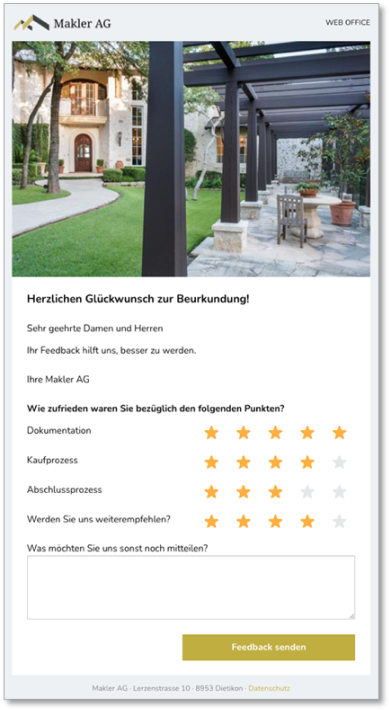 Makler AG
WEB OFFICE
Herzlichen Glückwunsch zur Beurkundung!
Sehr geehrte Damen und Herren
Ihr Feedback hilft uns, besser zu werden.
Ihre Makler AG
Wie zufrieden waren Sie bezüglich den folgenden Punkten?
Dokumentation
Kaufprozess
Abschlussprozess
Werden Sie uns weiterempfehlen?
Was möchten Sie uns sonst noch mitteilen?
Feedback senden
Makler AG · Lerzenstrasse 10 · 8953 Dietikon · Datenschutz